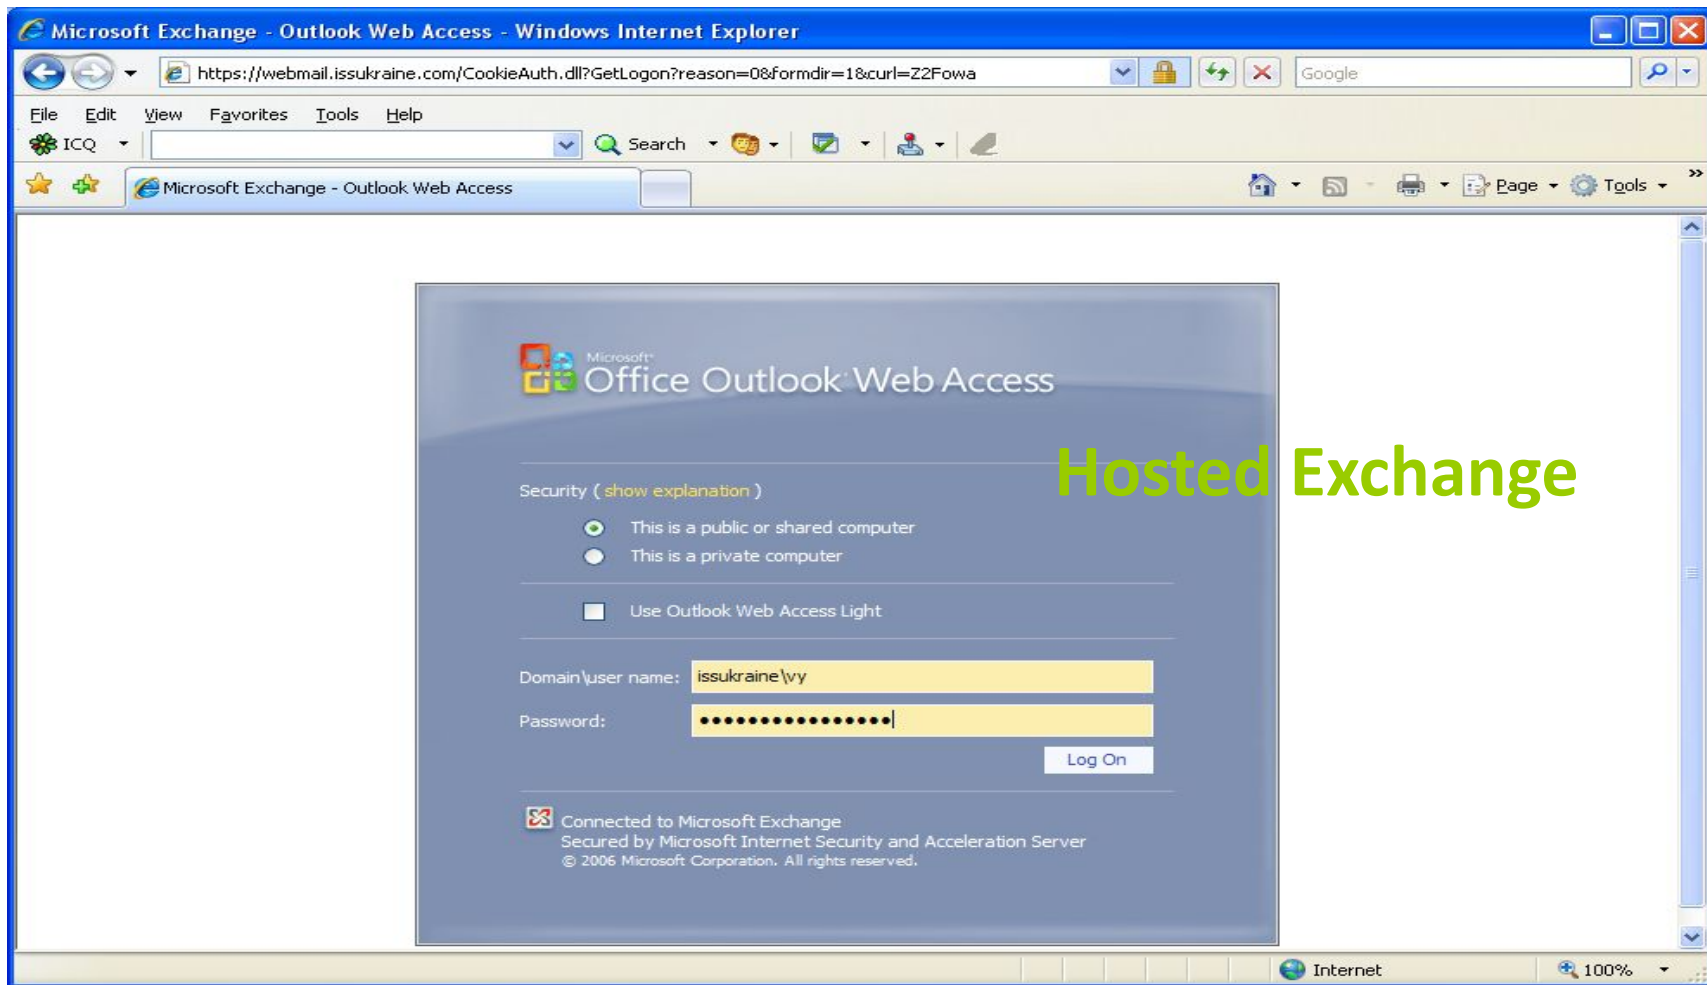 Microsoft Exchange - Outlook Web Access - Windows Internet Explorer
https://webmail.issukraine.com/CookieAuth.dll?GetLogon?reason=0&formdir=1&curl=Z2Fowa
Google
File Edit View Favorites Tools Help
ICQ Search
Microsoft Exchange - Outlook Web Access
Page Tools »
Microsoft
Office Outlook Web Access
Hosted Exchange
Security ( show explanation )
This is a public or shared computer
This is a private computer
Use Outlook Web Access Light
Domain\user name: issukraine\vy
Password: ••••••••••••••••
Log On
Connected to Microsoft Exchange
Secured by Microsoft Internet Security and Acceleration Server
© 2006 Microsoft Corporation. All rights reserved.
Internet 100%